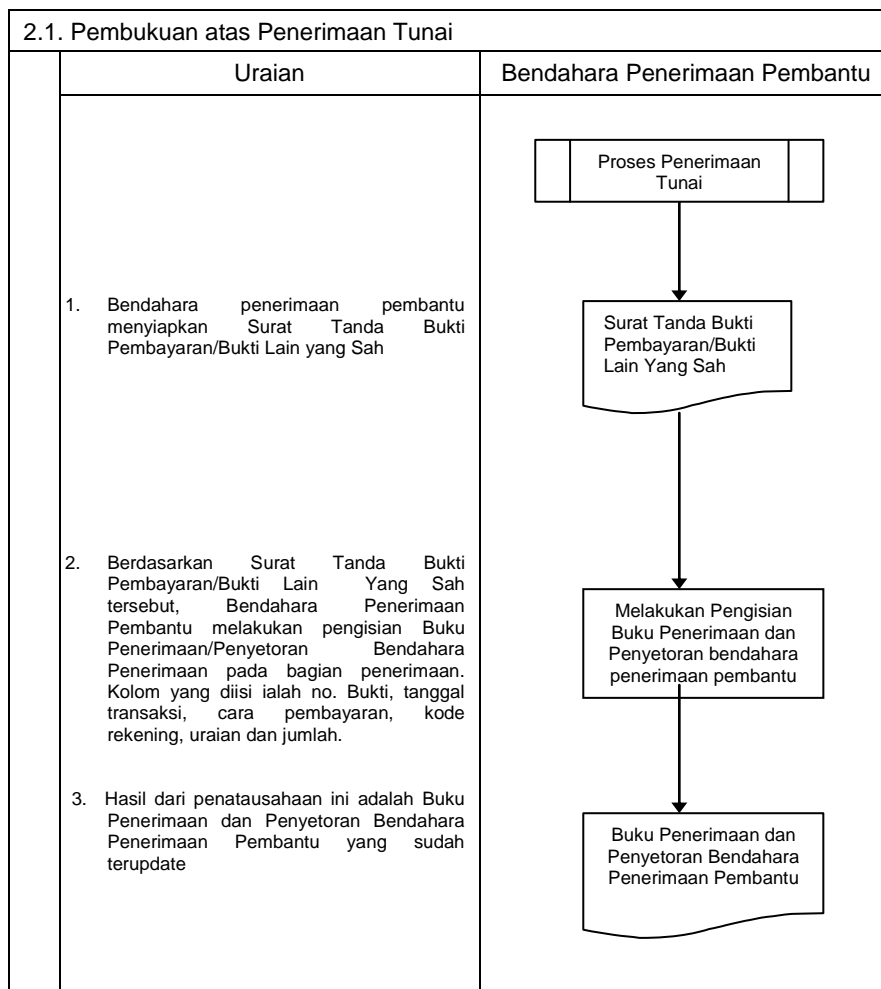 2.1. Pembukuan atas Penerimaan Tunai
Uraian
Bendahara Penerimaan Pembantu
Proses Penerimaan
Tunai
1. Bendahara penerimaan pembantu
menyiapkan Surat Tanda Bukti
Pembayaran/Bukti Lain yang Sah
Surat Tanda Bukti
Pembayaran/Bukti
Lain Yang Sah
2. Berdasarkan Surat Tanda Bukti
Pembayaran/Bukti Lain Yang Sah
tersebut, Bendahara Penerimaan
Pembantu melakukan pengisian Buku
Penerimaan/Penyetoran Bendahara
Penerimaan pada bagian penerimaan.
Kolom yang diisi ialah no. Bukti, tanggal
transaksi, cara pembayaran, kode
rekening, uraian dan jumlah.
Melakukan Pengisian
Buku Penerimaan dan
Penyetoran bendahara
penerimaan pembantu
3. Hasil dari penatausahaan ini adalah Buku
Penerimaan dan Penyetoran Bendahara
Penerimaan Pembantu yang sudah
terupdate
Buku Penerimaan dan
Penyetoran Bendahara
Penerimaan Pembantu